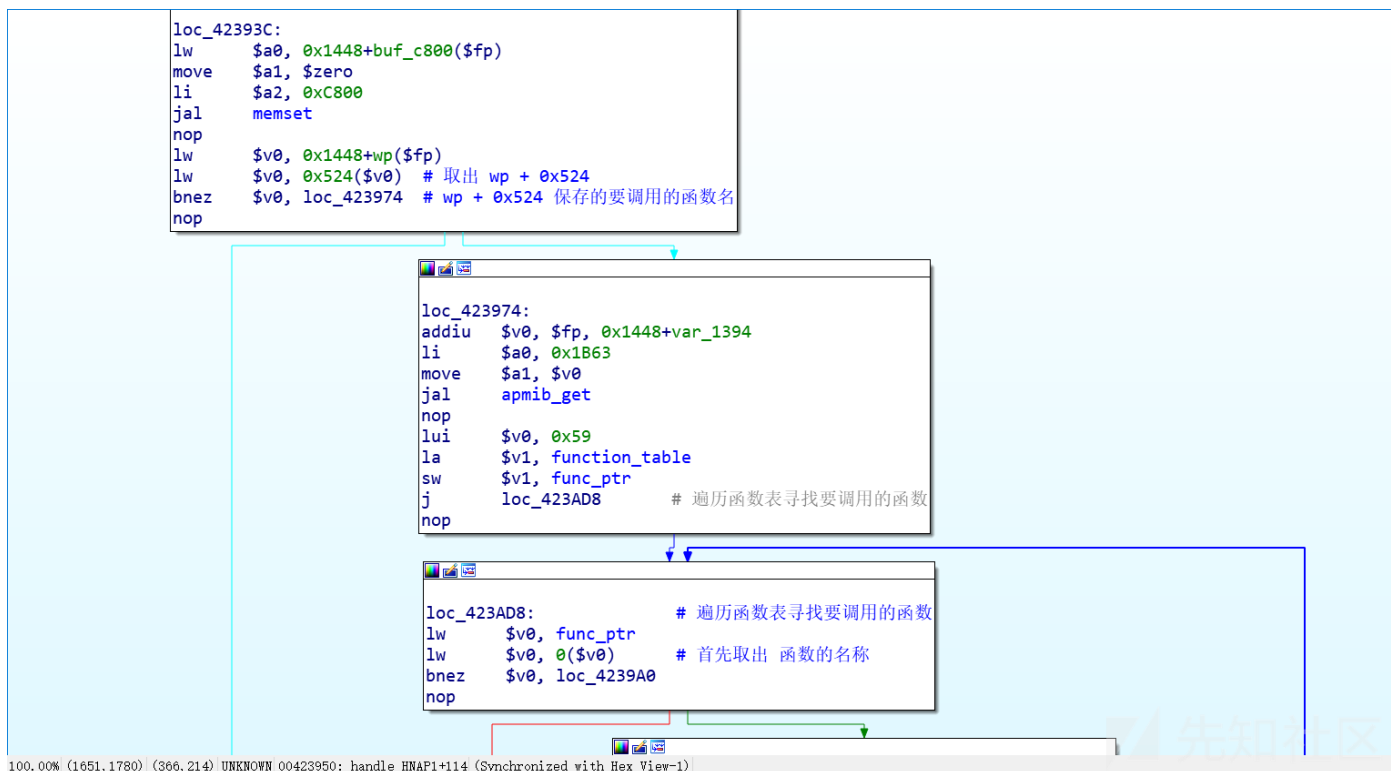 loc_42393C:
lw $a0, 0x1448+buf_c800($fp)
move $a1, $zero
li $a2, 0xC800
jal memset
nop
lw $v0, 0x1448+wp($fp)
lw $v0, 0x524($v0) # 取出 wp + 0x524
bnez $v0, loc_423974 # wp + 0x524 保存的要调用的函数名
nop
loc_423974:
addiu $v0, $fp, 0x1448+var_1394
li $a0, 0x1B63
move $a1, $v0
jal apmib_get
nop
lui $v0, 0x59
la $v1, function_table
sw $v1, func_ptr
j loc_423AD8 # 遍历函数表寻找要调用的函数
nop
loc_423AD8: # 遍历函数表寻找要调用的函数
lw $v0, func_ptr
lw $v0, 0($v0) # 首先取出 函数的名称
bnez $v0, loc_4239A0
nop
先知社区
100.00% (1651,1780) (366,214) UNKNOWN 00423950: handle_HNAP1+114 (Synchronized with Hex View-1)